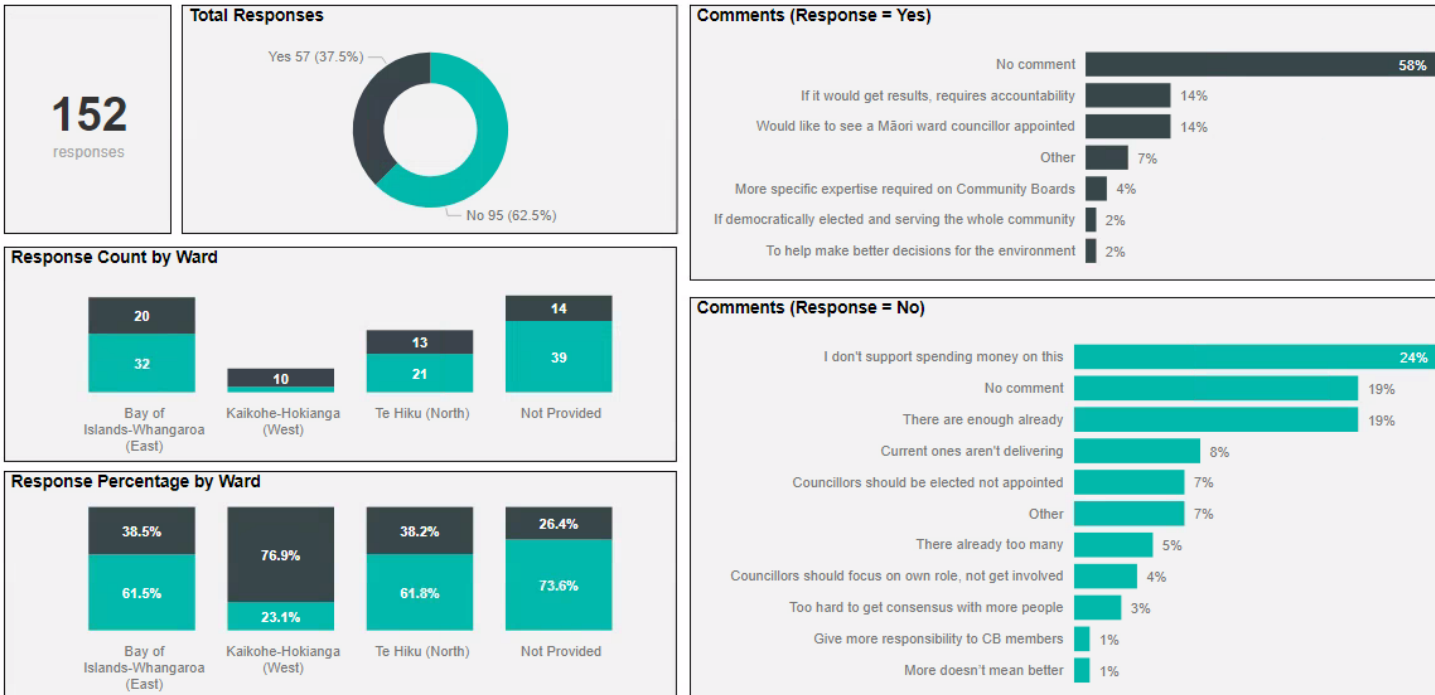 152
responses
Total Responses
Yes 57 (37.5%)
No 95 (62.5%)
Response Count by Ward
20
32
10
13
21
14
39
Bay of
Islands-Whangaroa
(East)
Kaikohe-Hokianga
(West)
Te Hiku (North)
Not Provided
Response Percentage by Ward
38.5%
61.5%
76.9%
23.1%
38.2%
61.8%
26.4%
73.6%
Bay of
Islands-Whangaroa
(East)
Kaikohe-Hokianga
(West)
Te Hiku (North)
Not Provided
Comments (Response = Yes)
No comment 58%
If it would get results, requires accountability 14%
Would like to see a Māori ward councillor appointed 14%
Other 7%
More specific expertise required on Community Boards 4%
If democratically elected and serving the whole community 2%
To help make better decisions for the environment 2%
Comments (Response = No)
I don't support spending money on this 24%
No comment 19%
There are enough already 19%
Current ones aren't delivering 8%
Councillors should be elected not appointed 7%
Other 7%
There already too many 5%
Councillors should focus on own role, not get involved 4%
Too hard to get consensus with more people 3%
Give more responsibility to CB members 1%
More doesn't mean better 1%